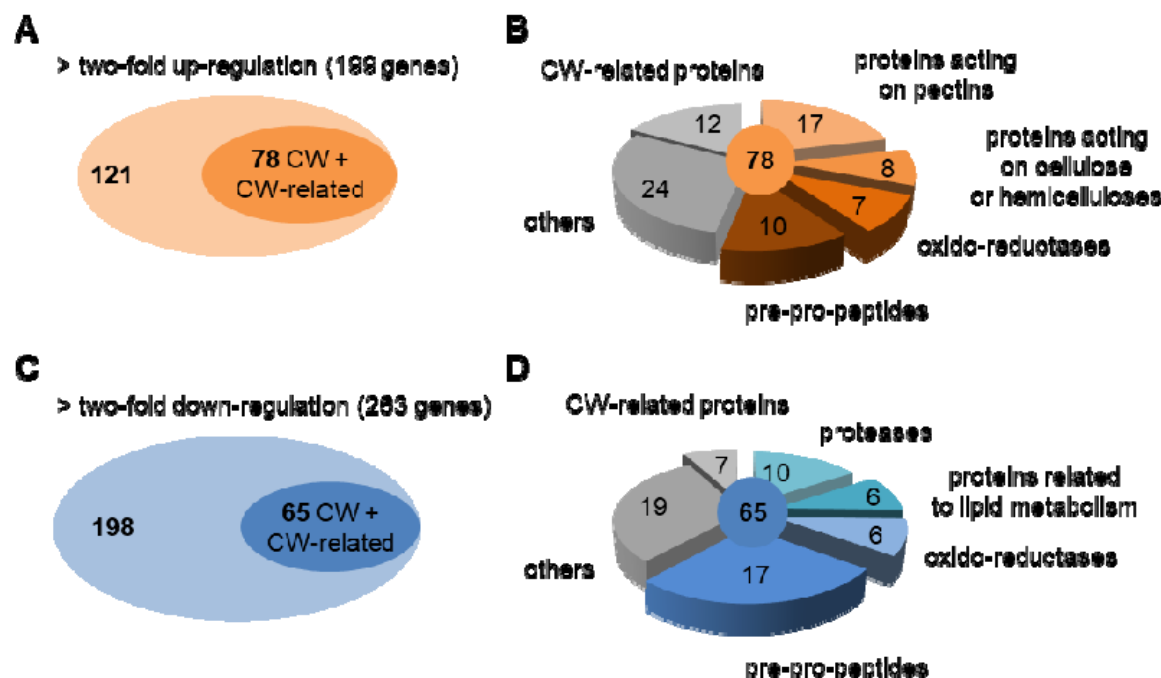 A
> two-fold up-regulation (199 genes)
121
78 CW +
CW-related
B
CW-related proteins
proteins acting
on pectins
12
17
78
8
proteins acting
on cellulose
or hemicelluloses
24
7
10
others
oxido-reductases
pre-pro-peptides
C
> two-fold down-regulation (263 genes)
198
65 CW +
CW-related
D
CW-related proteins
proteases
7
10
proteins related
to lipid metabolism
19
65
6
6
others
17
oxido-reductases
pre-pro-peptides